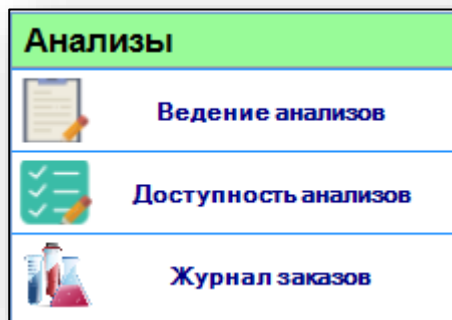 Анализы
Ведение анализов
Доступность анализов
Журнал заказов